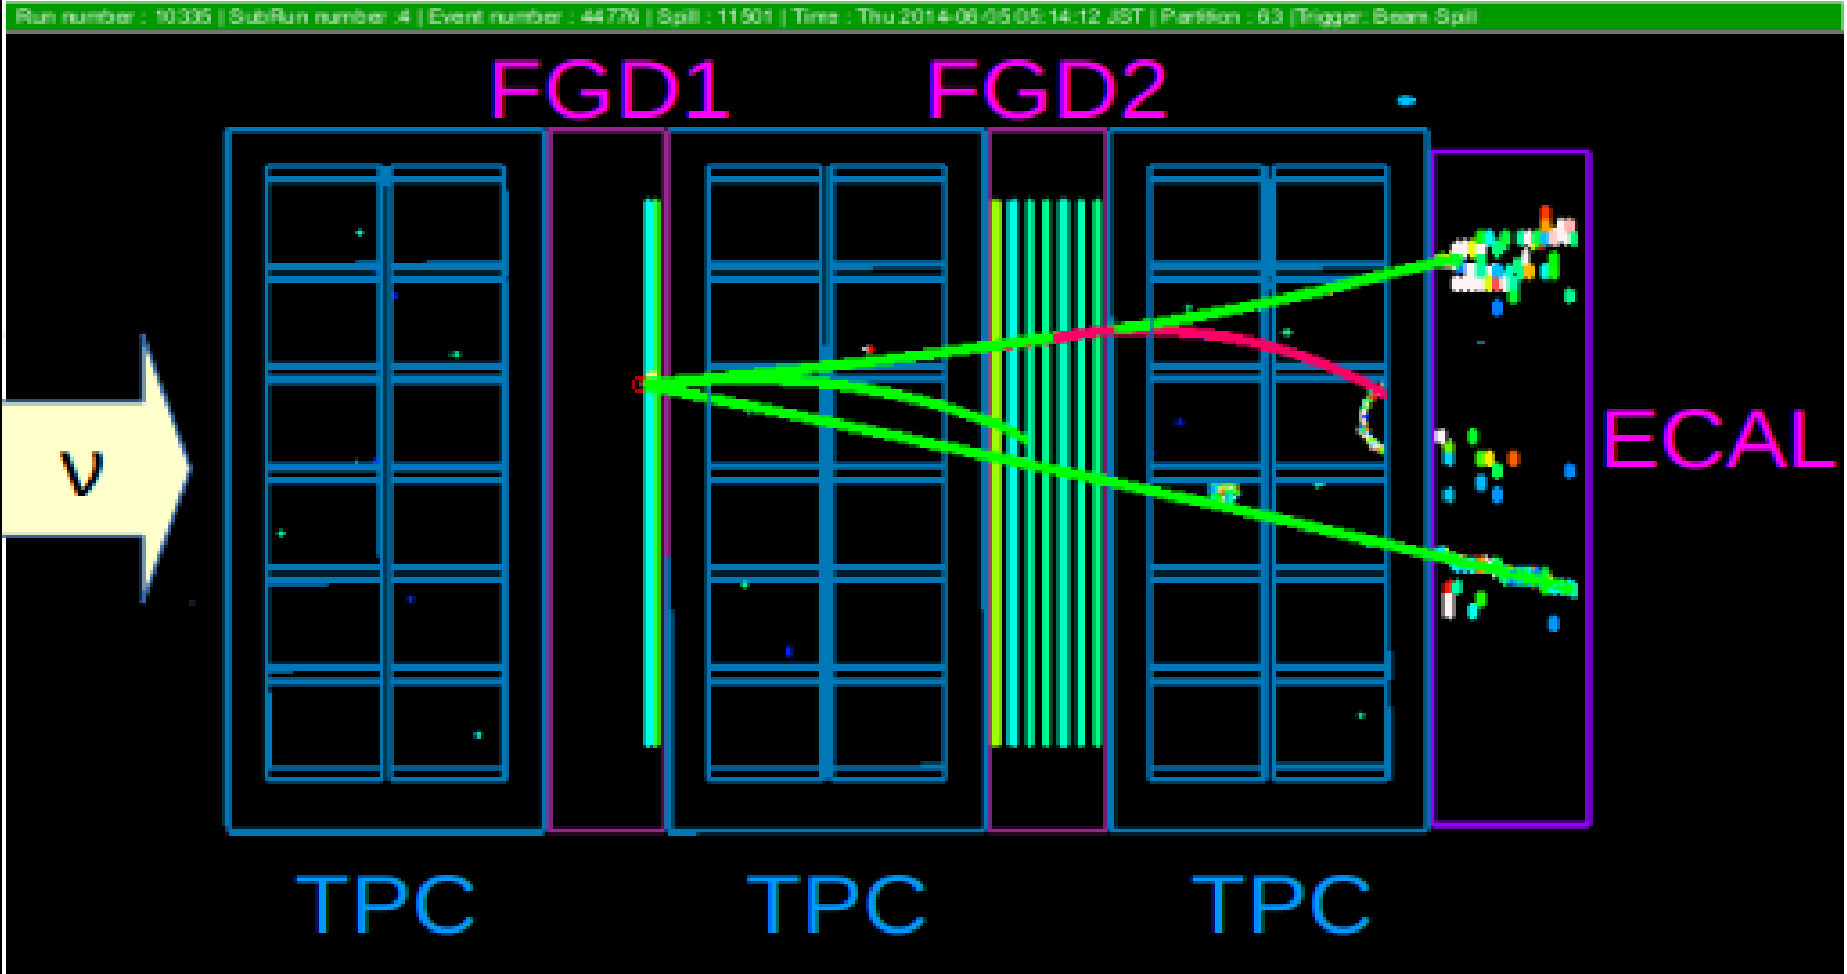 Run number : 10335 | SubRun number :4 | Event number : 44776 | Spill : 11501 | Time : Thu 2014-06-05 05:14:12 JST | Partition : 63 |Trigger: Beam Spill
FGD1 FGD2
ν
ECAL
TPC TPC TPC